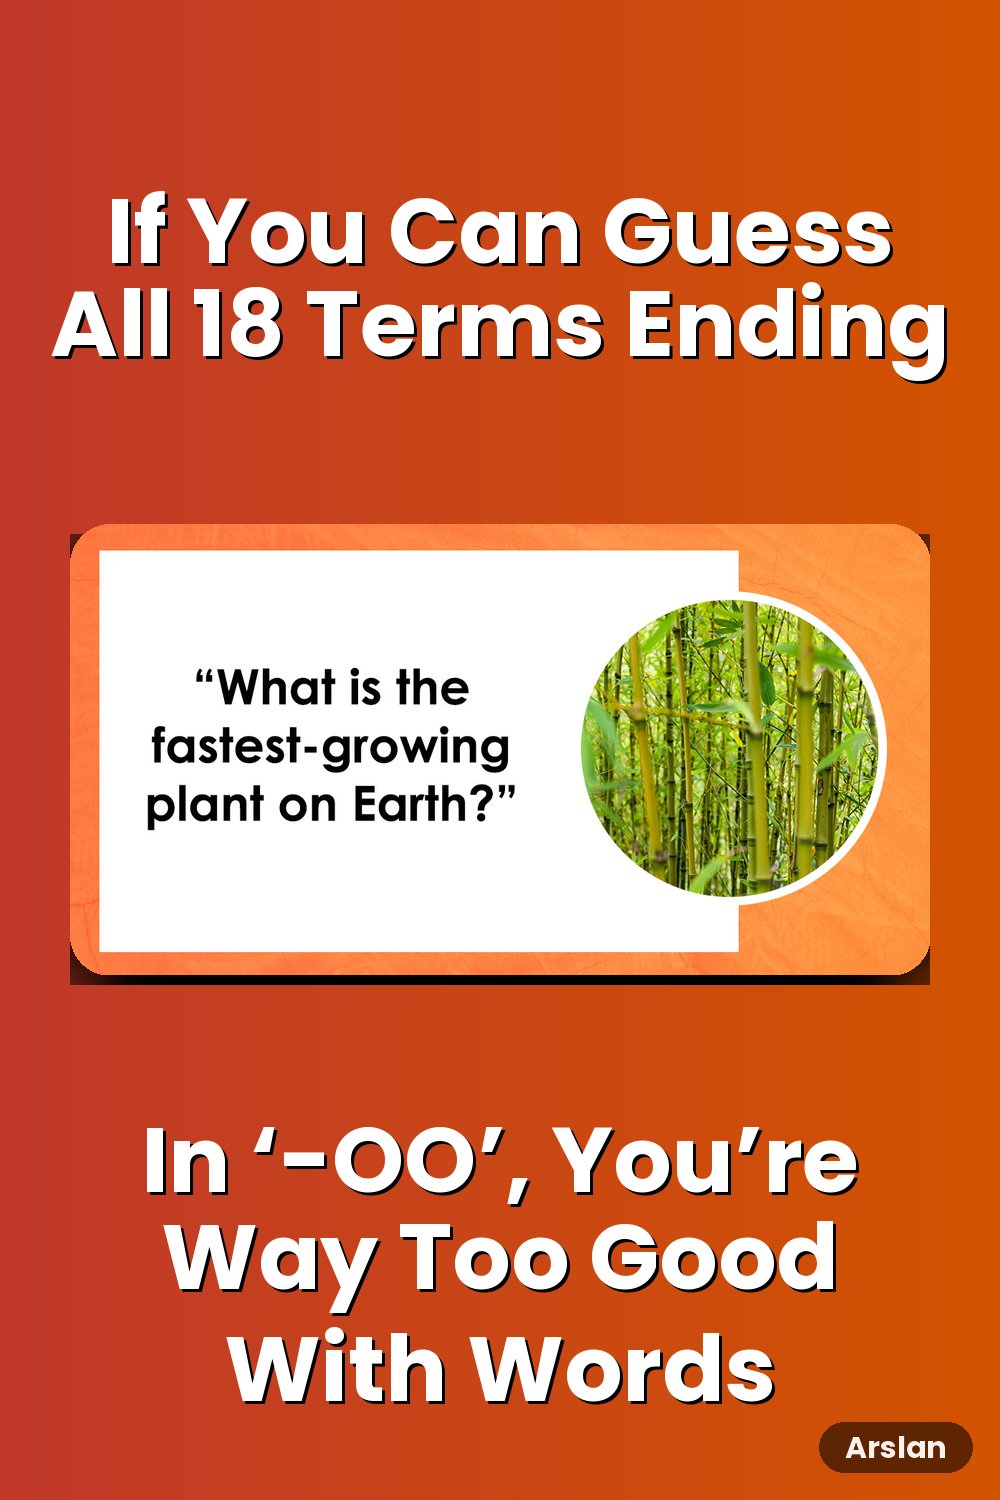 If You Can Guess
All 18 Terms Ending
“What is the
fastest-growing
plant on Earth?”
In ‘-OO’, You’re
Way Too Good
With Words
Arslan